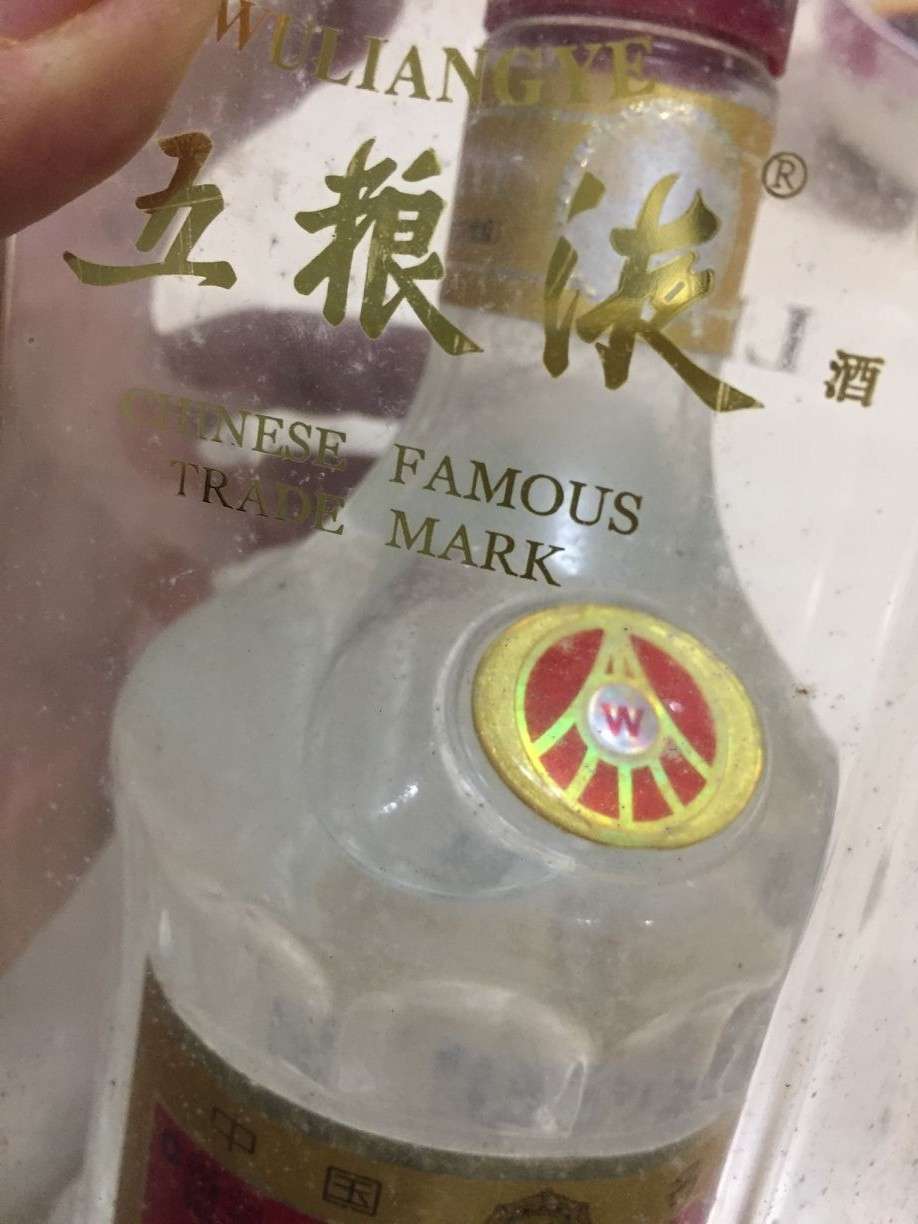 WULIANGYE
五粮液® 酒
CHINESE FAMOUS
TRADE MARK
W
中国